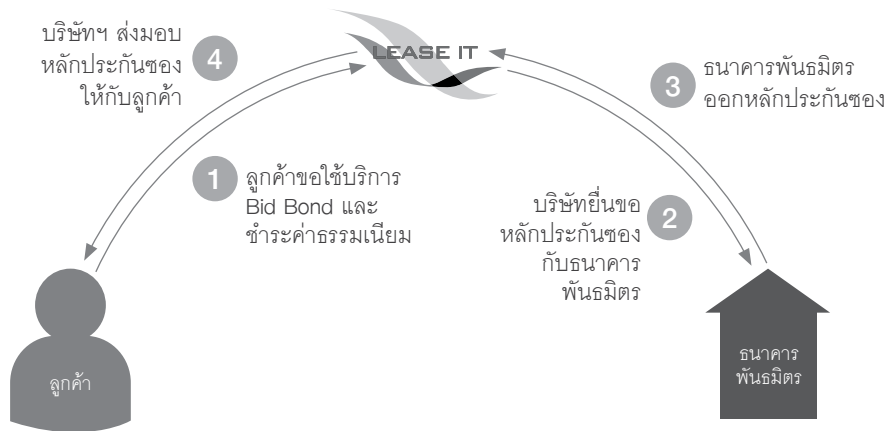 บริษัทฯ ส่งมอบ
หลักประกันซอง
ให้กับลูกค้า
4
LEASE IT
3
ธนาคารพันธมิตร
ออกหลักประกันซอง
1
ลูกค้าขอใช้บริการ
Bid Bond และ
ชำระค่าธรรมเนียม
บริษัทยื่นขอ
หลักประกันซอง
กับธนาคาร
พันธมิตร
2
ลูกค้า
ธนาคาร
พันธมิตร